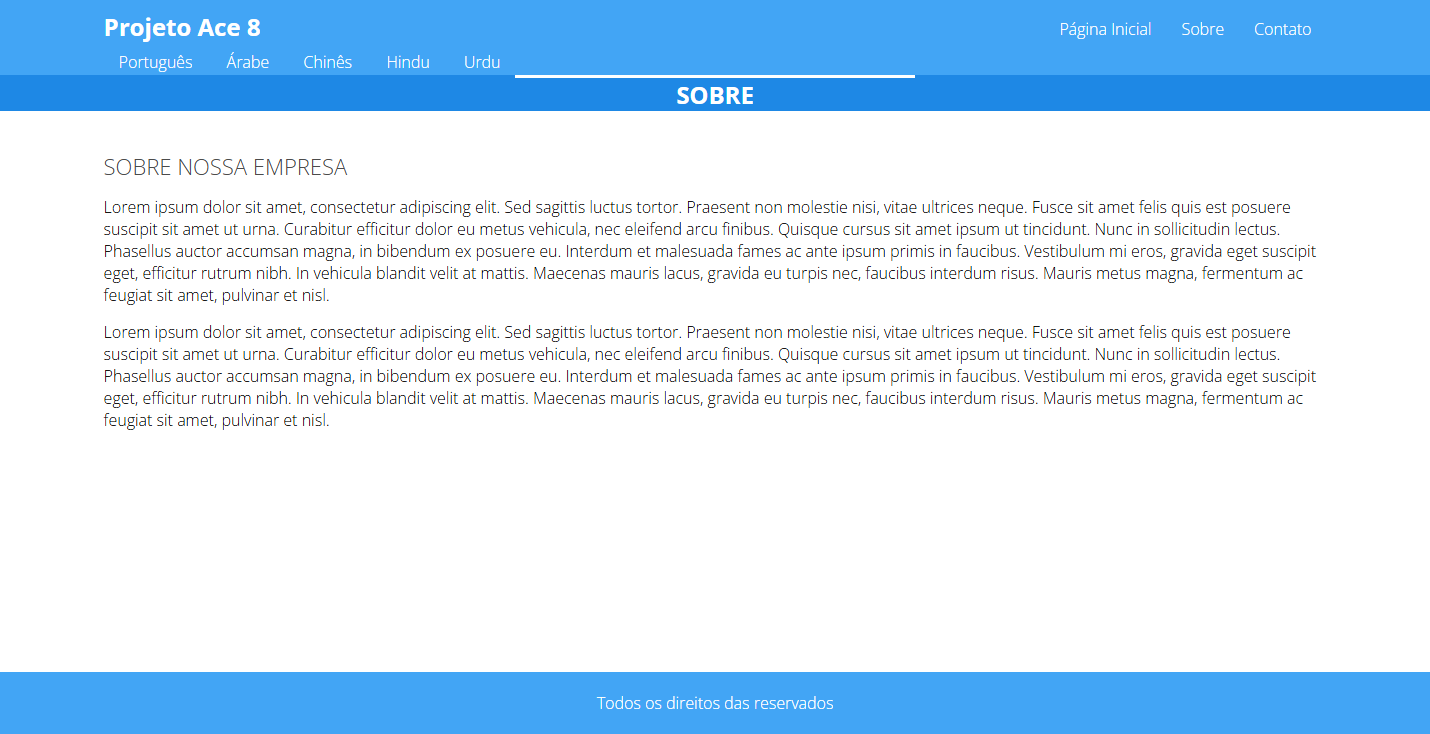 Projeto Ace 8
Página Inicial Sobre Contato
Português Árabe Chinês Hindu Urdu
SOBRE
SOBRE NOSSA EMPRESA
Lorem ipsum dolor sit amet, consectetur adipiscing elit. Sed sagittis luctus tortor. Praesent non molestie nisi, vitae ultrices neque. Fusce sit amet felis quis est posuere
suscipit sit amet ut urna. Curabitur efficitur dolor eu metus vehicula, nec eleifend arcu finibus. Quisque cursus sit amet ipsum ut tincidunt. Nunc in sollicitudin lectus.
Phasellus auctor accumsan magna, in bibendum ex posuere eu. Interdum et malesuada fames ac ante ipsum primis in faucibus. Vestibulum mi eros, gravida eget suscipit
eget, efficitur rutrum nibh. In vehicula blandit velit at mattis. Maecenas mauris lacus, gravida eu turpis nec, faucibus interdum risus. Mauris metus magna, fermentum ac
feugiat sit amet, pulvinar et nisl.
Lorem ipsum dolor sit amet, consectetur adipiscing elit. Sed sagittis luctus tortor. Praesent non molestie nisi, vitae ultrices neque. Fusce sit amet felis quis est posuere
suscipit sit amet ut urna. Curabitur efficitur dolor eu metus vehicula, nec eleifend arcu finibus. Quisque cursus sit amet ipsum ut tincidunt. Nunc in sollicitudin lectus.
Phasellus auctor accumsan magna, in bibendum ex posuere eu. Interdum et malesuada fames ac ante ipsum primis in faucibus. Vestibulum mi eros, gravida eget suscipit
eget, efficitur rutrum nibh. In vehicula blandit velit at mattis. Maecenas mauris lacus, gravida eu turpis nec, faucibus interdum risus. Mauris metus magna, fermentum ac
feugiat sit amet, pulvinar et nisl.
Todos os direitos das reservados